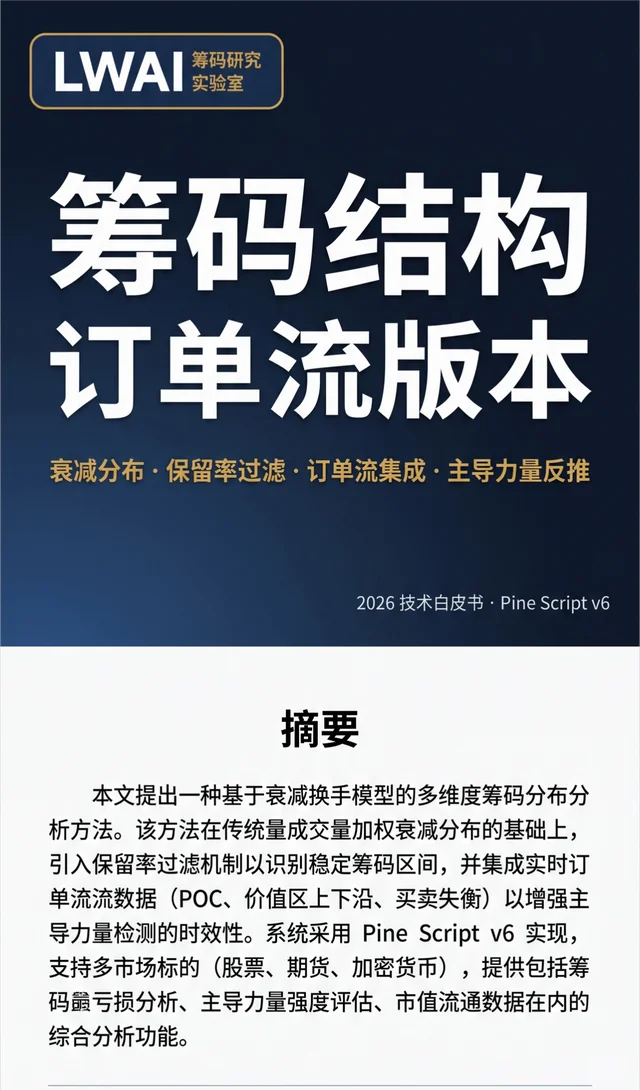 LWAI 筹码研究
实验室
筹码结构
订单流版本
衰减分布 · 保留率过滤 · 订单流集成 · 主导力量反推
2026 技术白皮书 · Pine Script v6
摘要
本文提出一种基于衰减换手模型的多维度筹码分布分
析方法。该方法在传统量成交量加权衰减分布的基础上，
引入保留率过滤机制以识别稳定筹码区间，并集成实时订
单流流数据（POC、价值区上下沿、买卖失衡）以增强主
导力量检测的时效性。系统采用 Pine Script v6 实现，
支持多市场标的（股票、期货、加密货币），提供包括筹
码亏损分析、主导力量强度评估、市值流通数据在内的
综合分析功能。